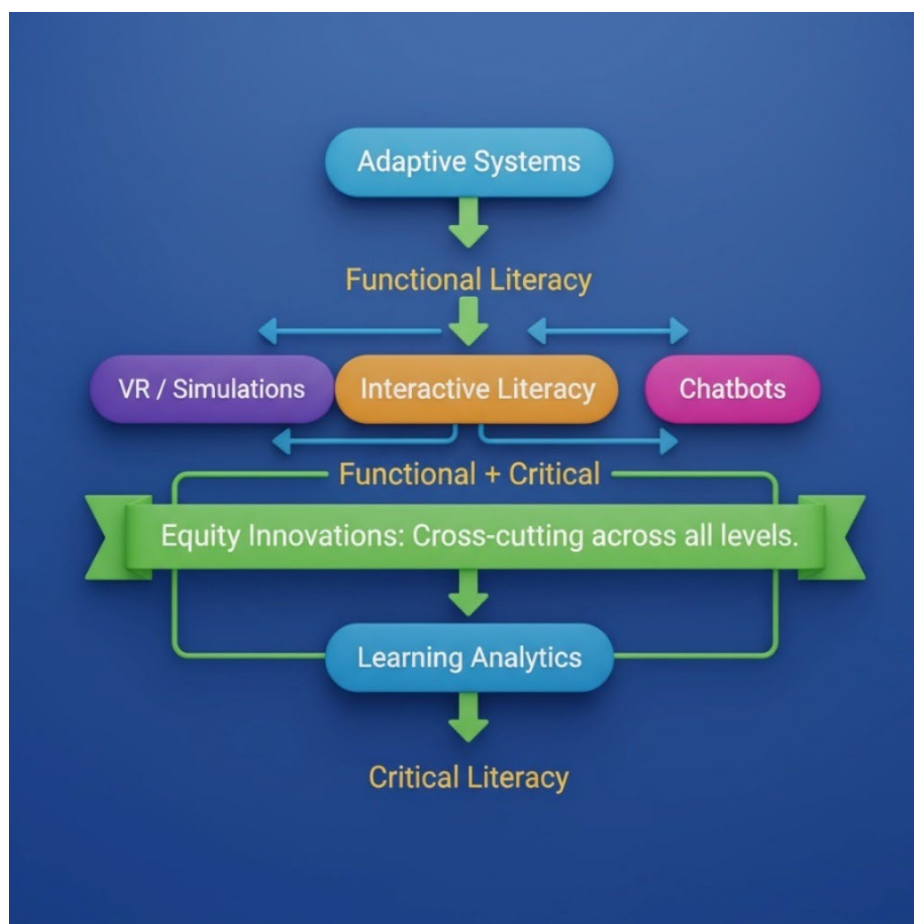 Adaptive Systems
Functional Literacy
VR / Simulations
Interactive Literacy
Chatbots
Functional + Critical
Equity Innovations: Cross-cutting across all levels.
Learning Analytics
Critical Literacy